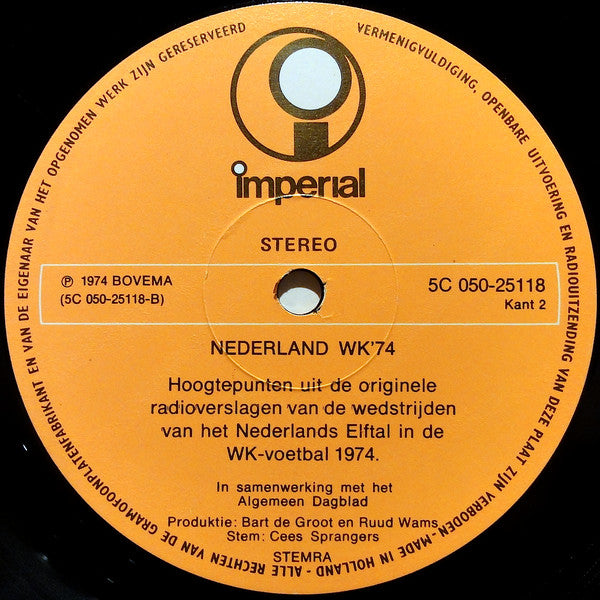 ALLE RECHTEN VAN DE GRAMOFOONPLATENFABRIKANT EN VAN DE EIGENAAR VAN HET OPGENOMEN WERK ZIJN GERESERVEERD
VERMENIGVULDIGING, OPENBARE UITVOERING EN RADIOUITZENDING VAN DEZE PLAAT ZIJN VERBODEN-MADE IN HOLLAND -
imperial
STEREO
℗ 1974 BOVEMA
(5C 050-25118-B)
5C 050-25118
Kant 2
NEDERLAND WK'74
Hoogtepunten uit de originele
radioverslagen van de wedstrijden
van het Nederlands Elftal in de
WK-voetbal 1974.
In samenwerking met het
Algemeen Dagblad
Produktie: Bart de Groot en Ruud Wams
Stem: Cees Sprangers
STEMRA